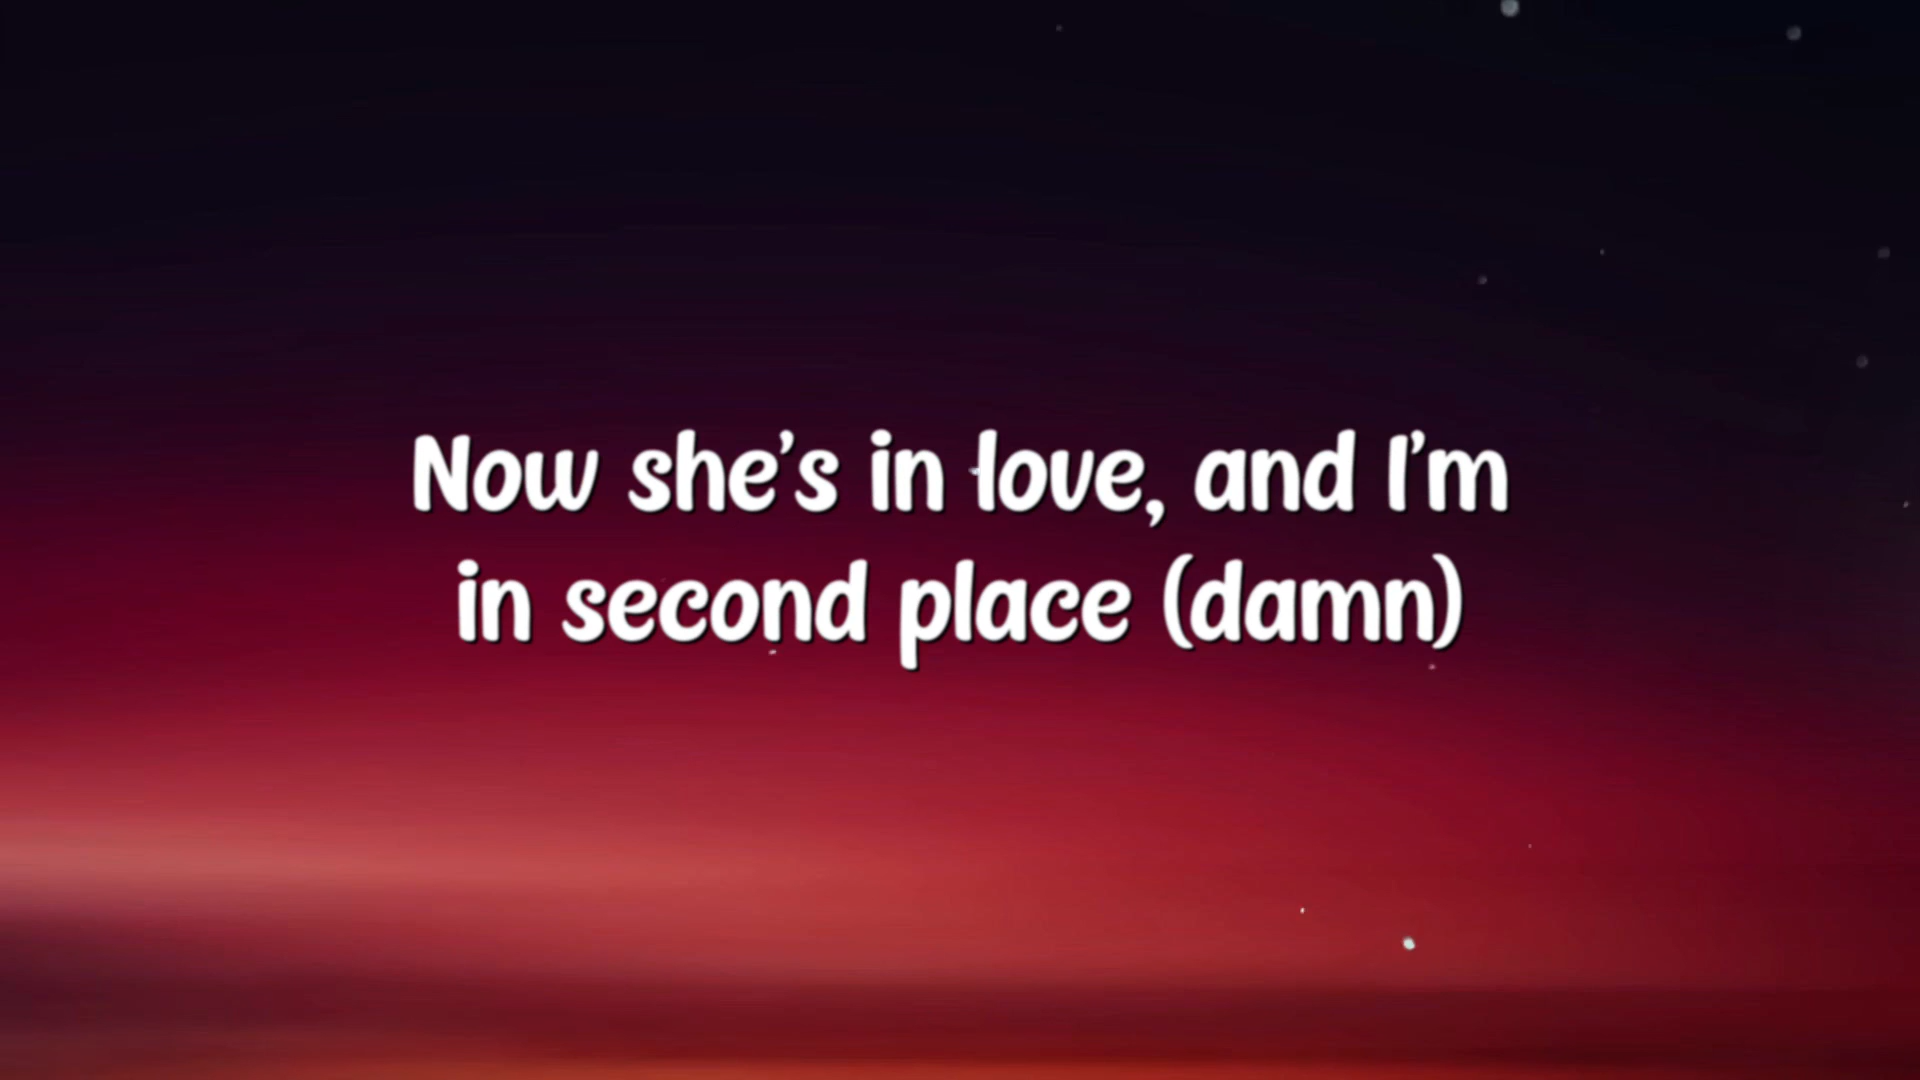 Now she's in love, and I'm
in second place (damn)